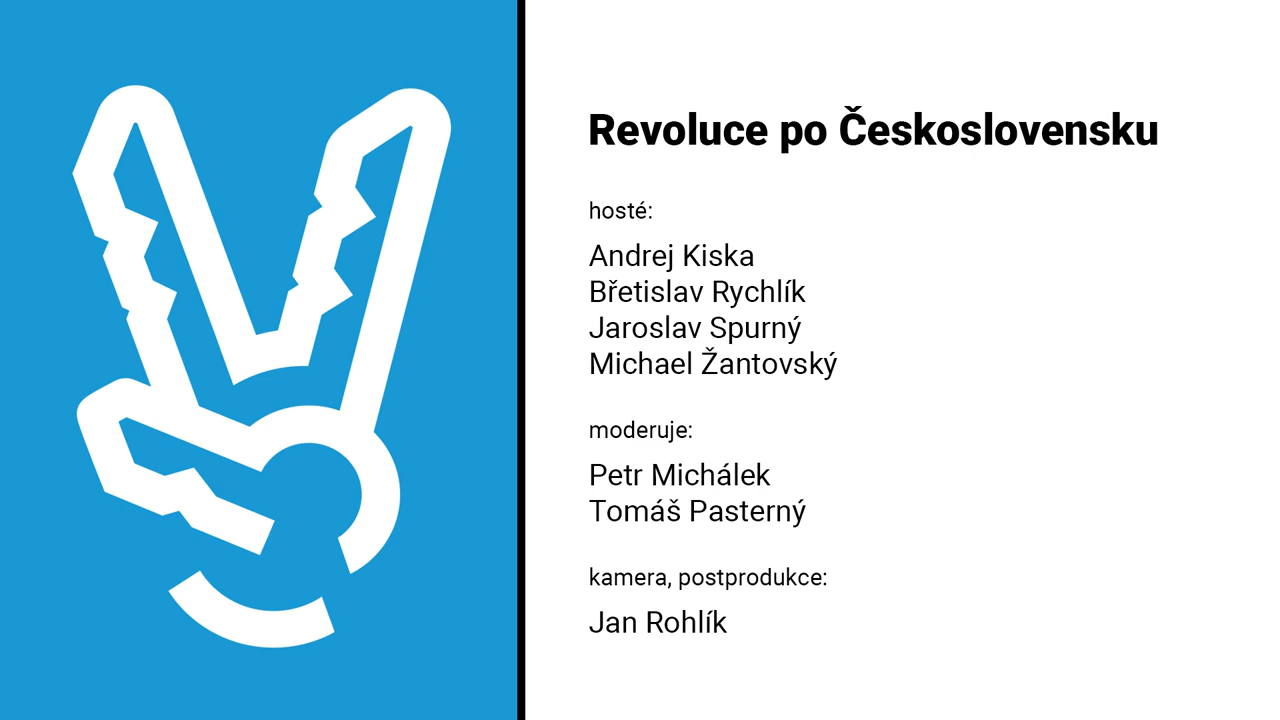 Revoluce po Československu
hosté:
Andrej Kiska
Břetislav Rychlík
Jaroslav Spurný
Michael Žantovský
moderuje:
Petr Michálek
Tomáš Pasterný
kamera, postprodukce:
Jan Rohlík